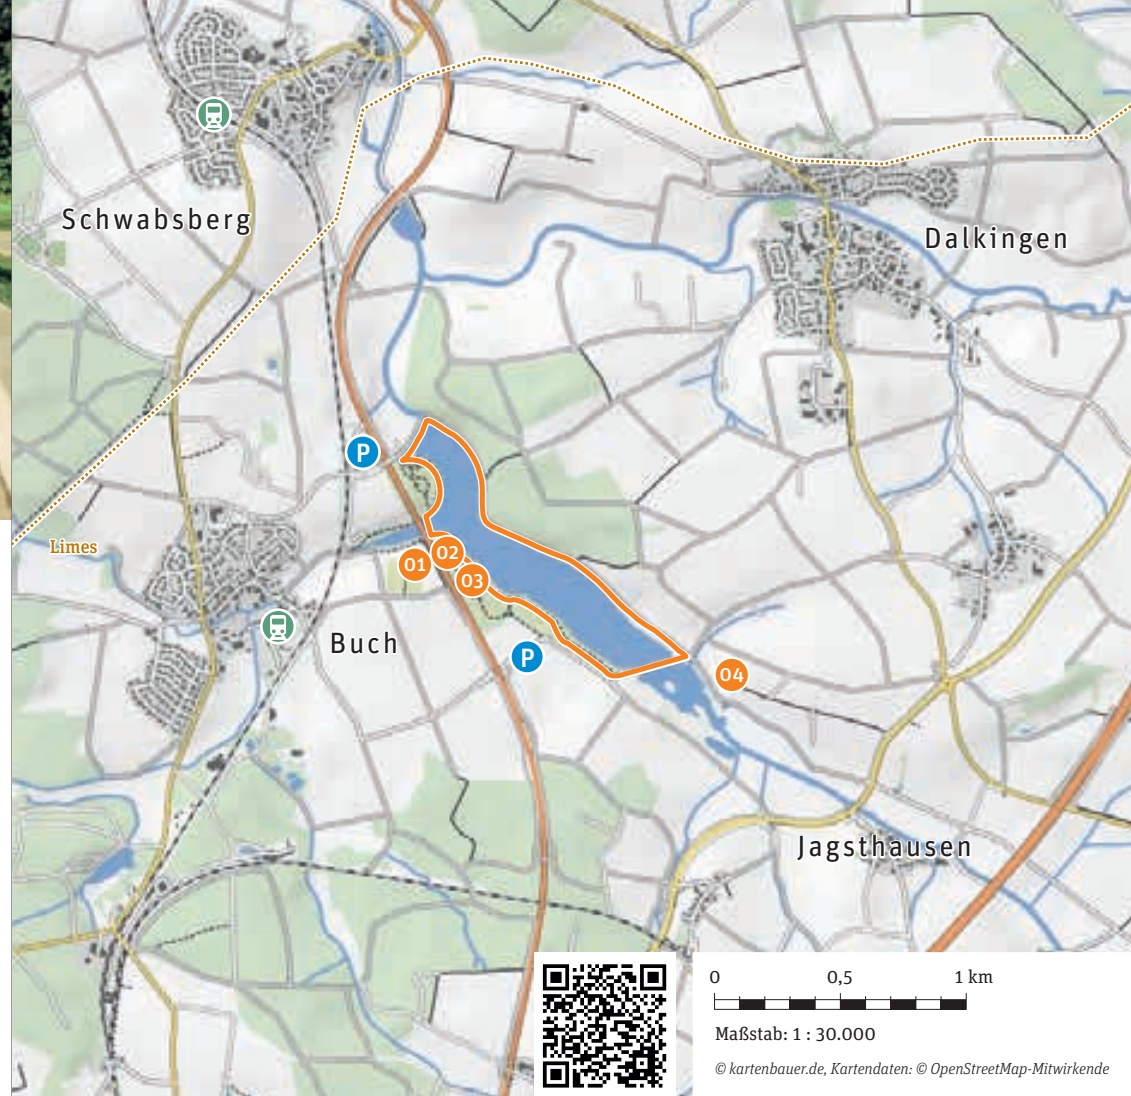 Schwabsberg
Dalkingen
P
Limes
01
02
03
Buch
P
04
Jagsthausen
0 0,5 1 km
Maßstab: 1 : 30.000
© kartenbauer.de, Kartendaten: © OpenStreetMap-Mitwirkende